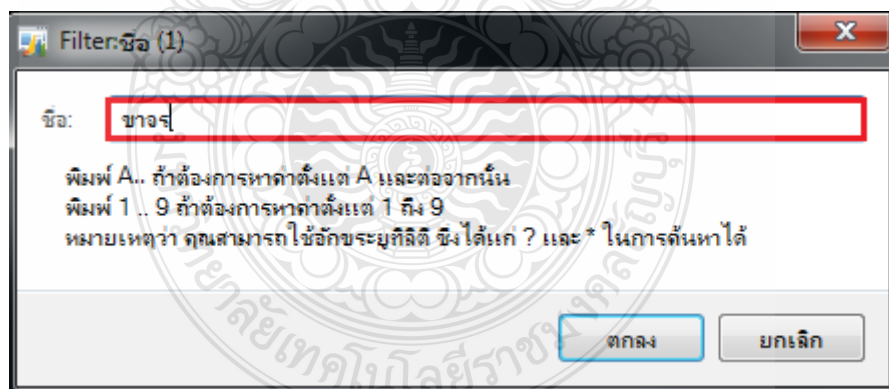 Filter:ชื่อ (1)
ชื่อ: ขาจร
พิมพ์ A.. ถ้าต้องการหาค่าตั้งแต่ A และต่อจากนั้น
พิมพ์ 1 .. 9 ถ้าต้องการหาค่าตั้งแต่ 1 ถึง 9
หมายเหตุว่า คุณสามารถใช้อักขระยูทิลิตี ซึ่งได้แก่ ? และ * ในการค้นหาได้
ตกลง ยกเลิก